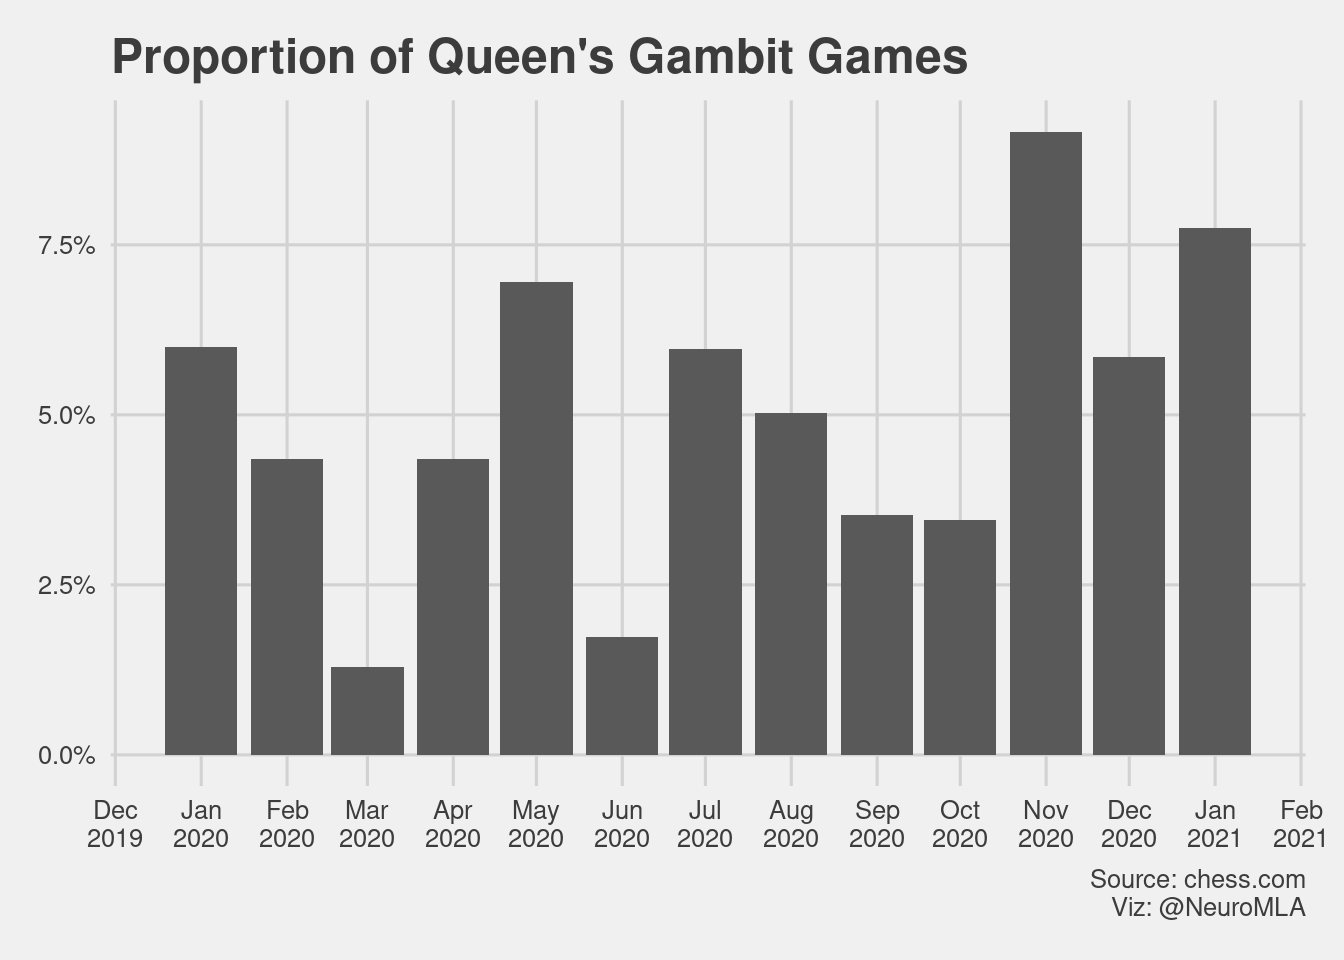 Proportion of Queen's Gambit Games
7.5%
5.0%
2.5%
0.0%
Dec Jan Feb Mar Apr May Jun Jul Aug Sep Oct Nov Dec Jan Feb
2019 2020 2020 2020 2020 2020 2020 2020 2020 2020 2020 2020 2020 2021 2021
Source: chess.com
Viz: @NeuroMLA